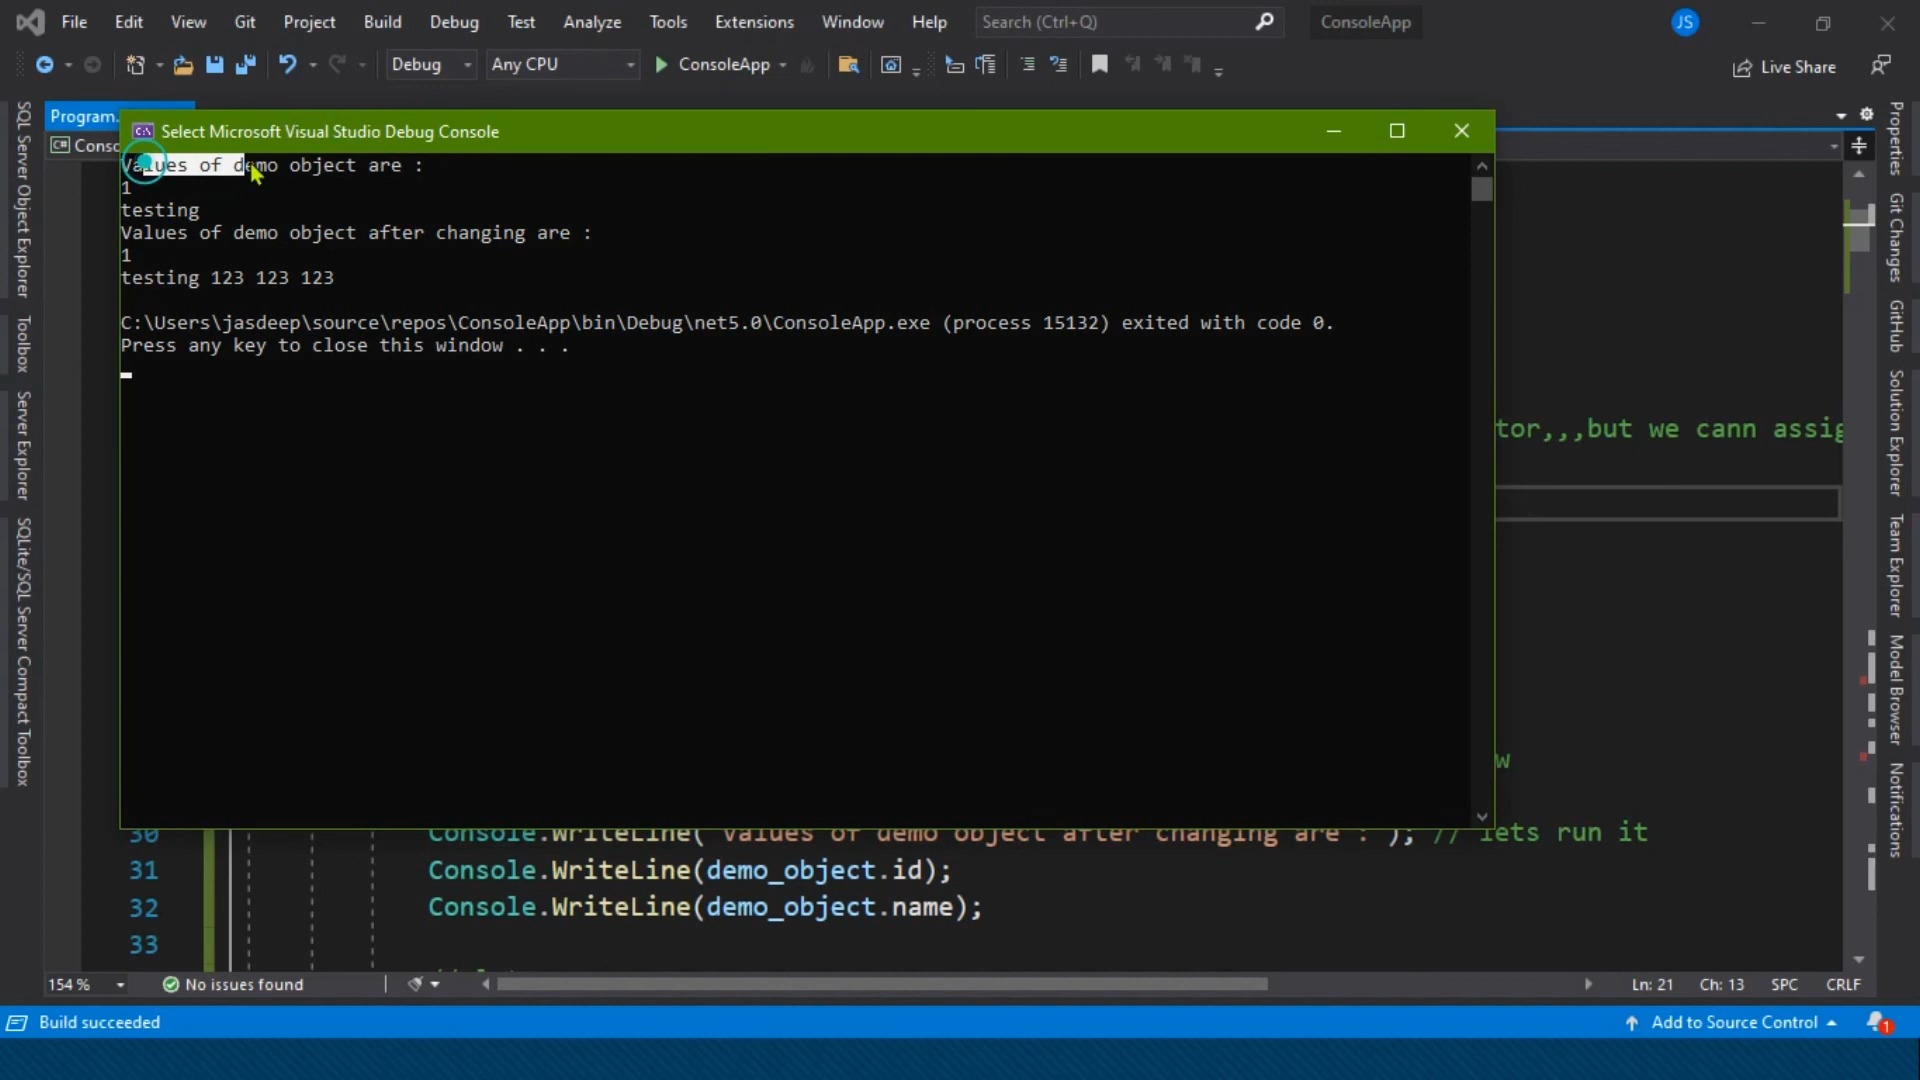 File Edit View Git Project Build Debug Test Analyze Tools Extensions Window Help Search (Ctrl+Q) ConsoleApp JS
Debug Any CPU ConsoleApp Live Share
Program.
Conso
Select Microsoft Visual Studio Debug Console
Values of demo object are :
1
testing
Values of demo object after changing are :
1
testing 123 123 123
C:\Users\jasdeep\source\repos\ConsoleApp\bin\Debug\net5.0\ConsoleApp.exe (process 15132) exited with code 0.
Press any key to close this window . . .
tor,,,but we cann assig
w
30 Console.WriteLine("Values of demo object after changing are : "); // lets run it
31 Console.WriteLine(demo_object.id);
32 Console.WriteLine(demo_object.name);
33
154 % No issues found Ln: 21 Ch: 13 SPC CRLF
Build succeeded Add to Source Control 1
SQL Server Object Explorer
Toolbox
Server Explorer
SQLite/SQL Server Compact Toolbox
Properties
Git Changes
GitHub
Solution Explorer
Team Explorer
Model Browser
Notifications